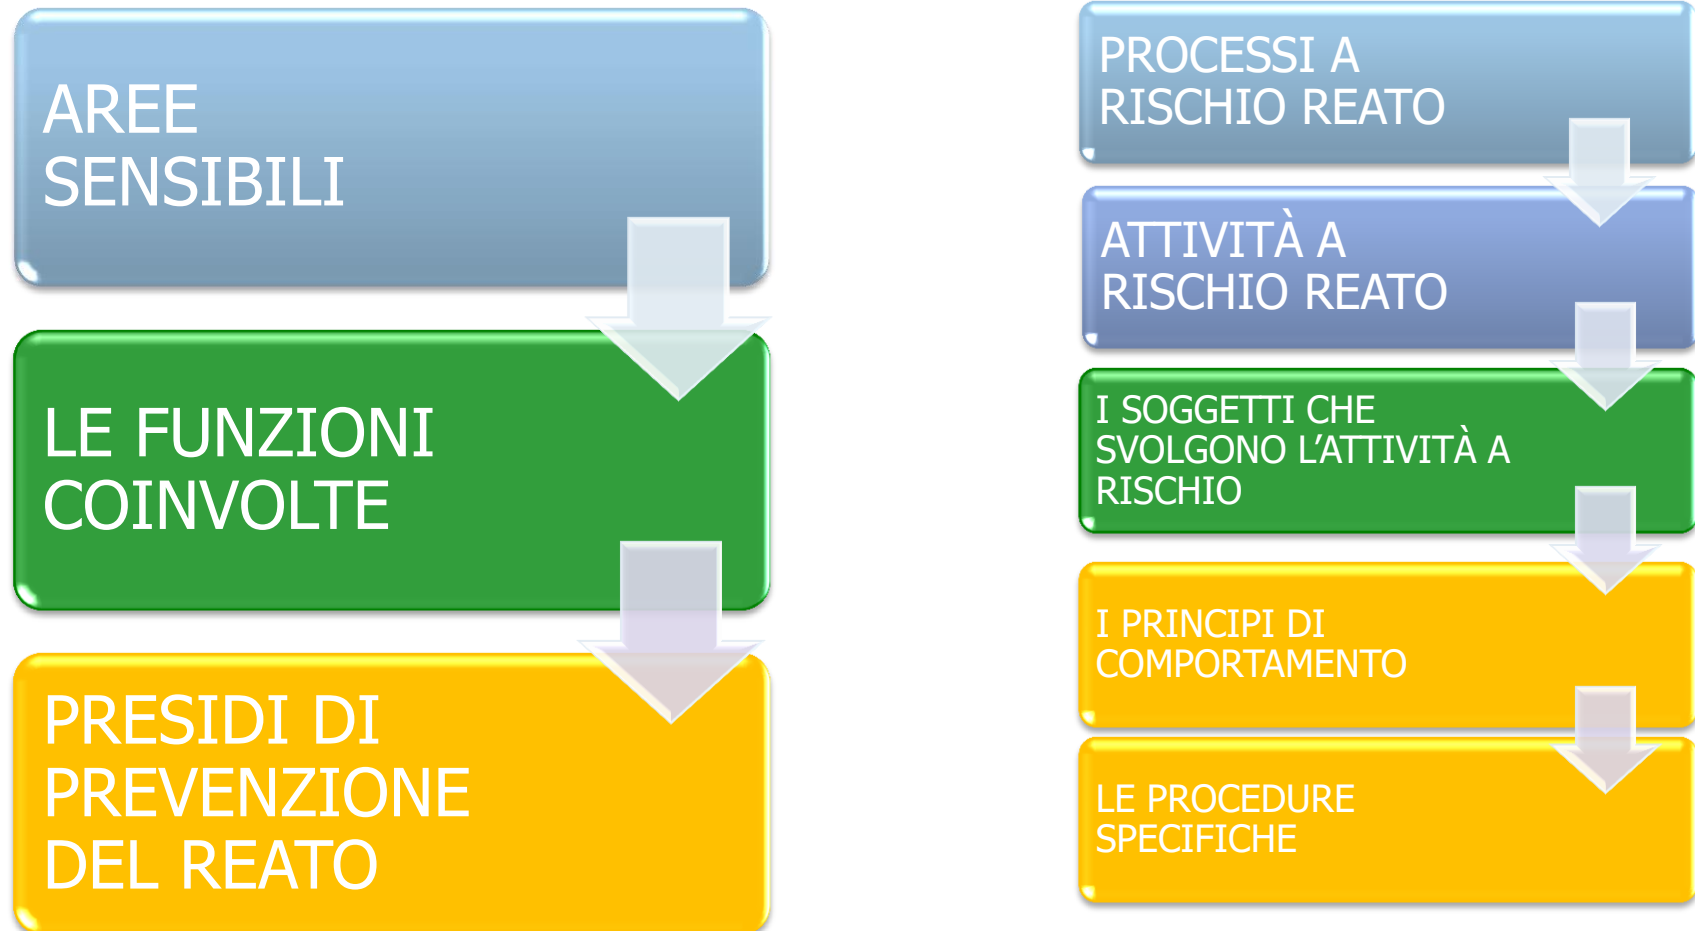 AREE
SENSIBILI
LE FUNZIONI
COINVOLTE
PRESIDI DI
PREVENZIONE
DEL REATO
PROCESSI A
RISCHIO REATO
ATTIVITÀ A
RISCHIO REATO
I SOGGETTI CHE
SVOLGONO L’ATTIVITÀ A
RISCHIO
I PRINCIPI DI
COMPORTAMENTO
LE PROCEDURE
SPECIFICHE